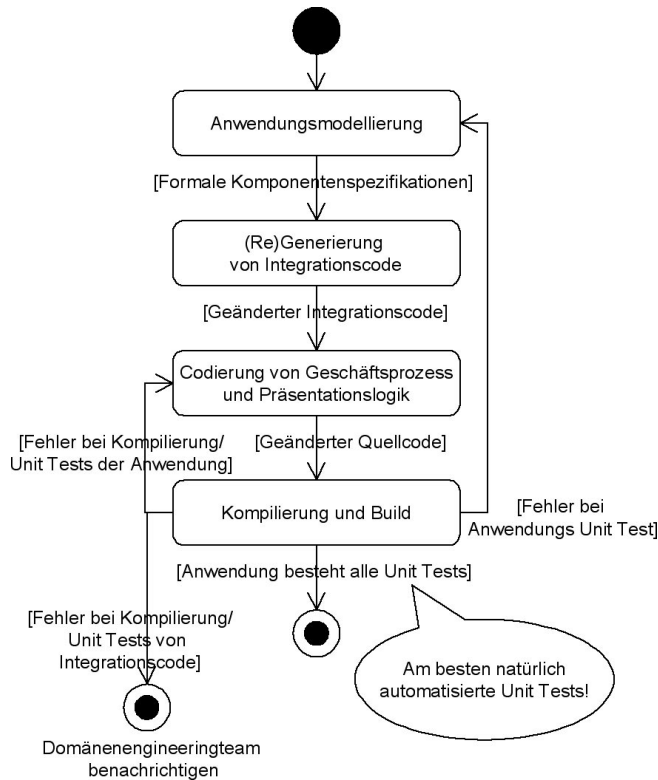 Anwendungsmodellierung
[Formale Komponentenspezifikationen]
(Re)Generierung
von Integrationscode
[Geänderter Integrationscode]
Codierung von Geschäftsprozess
und Präsentationslogik
[Fehler bei Kompilierung/
Unit Tests der Anwendung]
[Geänderter Quellcode]
Kompilierung und Build
[Fehler bei
Anwendungs Unit Test]
[Anwendung besteht alle Unit Tests]
[Fehler bei Kompilierung/
Unit Tests von
Integrationscode]
Am besten natürlich
automatisierte Unit Tests!
Domänenengineeringteam
benachrichtigen